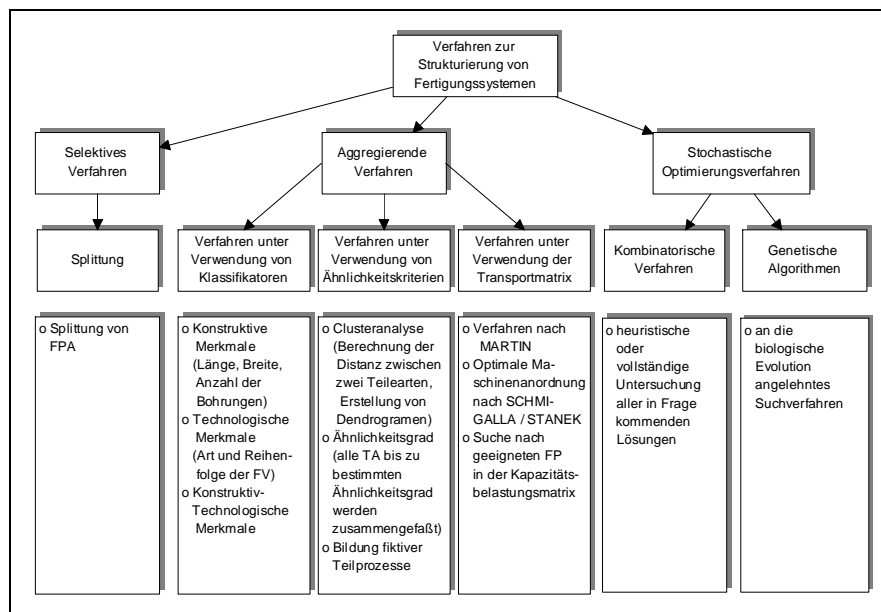 Verfahren zur
Strukturierung von
Fertigungssystemen
Selektives
Verfahren
Aggregierende
Verfahren
Stochastische
Optimierungsverfahren
Splittung
Verfahren unter
Verwendung von
Klassifikatoren
Verfahren unter
Verwendung von
Ähnlichkeitskriterien
Verfahren unter
Verwendung der
Transportmatrix
Kombinatorische
Verfahren
Genetische
Algorithmen
o Splittung von
FPA
o Konstruktive
Merkmale
(Länge, Breite,
Anzahl der
Bohrungen)
o Technologische
Merkmale
(Art und Reihen-
folge der FV)
o Konstruktiv-
Technologische
Merkmale
o Clusteranalyse
(Berechnung der
Distanz zwischen
zwei Teilearten,
Erstellung von
Dendrogramen)
o Ähnlichkeitsgrad
(alle TA bis zu
bestimmten
Ähnlichkeitsgrad
werden
zusammengefaßt)
o Bildung fiktiver
Teilprozesse
o Verfahren nach
MARTIN
o Optimale Ma-
schinenanordnung
nach SCHMI-
GALLA / STANEK
o Suche nach
geeigneten FP
in der Kapazitäts-
belastungsmatrix
o heuristische
oder
vollständige
Untersuchung
aller in Frage
kommenden
Lösungen
o an die
biologische
Evolution
angelehntes
Suchverfahren